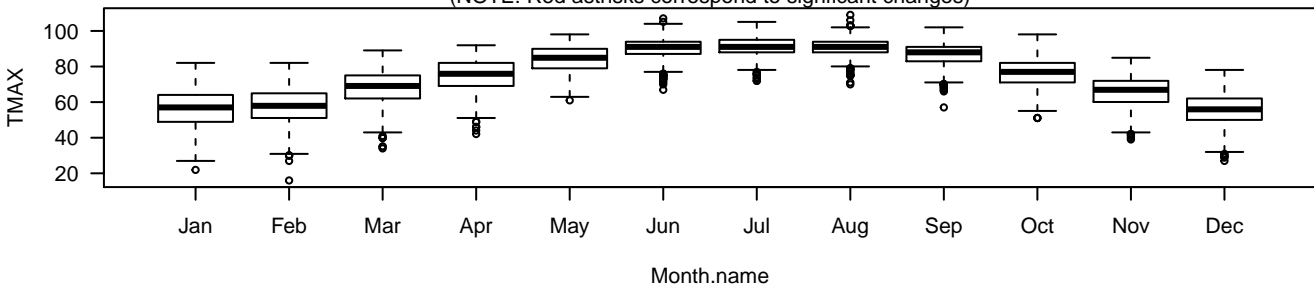 (NOTE: Red astrisks correspond to significant changes)
TMAX
100
80
60
40
20
Jan Feb Mar Apr May Jun Jul Aug Sep Oct Nov Dec
Month.name